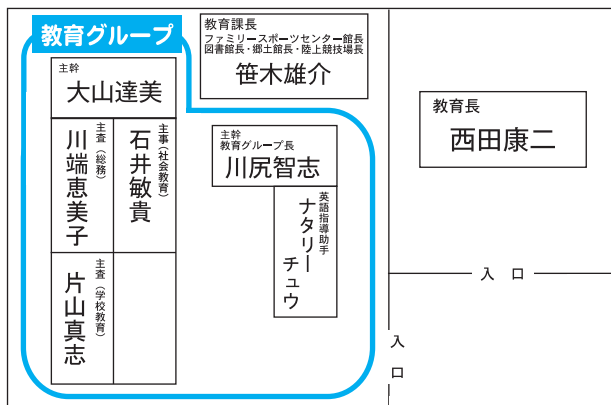 教育グループ
主幹
大山達美
主査（総務）
川端恵美子
主事（社会教育）
石井敏貴
主査（学校教育）
片山真志
教育課長
ファミリースポーツセンター館長
図書館長・郷土館長・陸上競技場長
笹木雄介
主幹
教育グループ長
川尻智志
英語指導助手
ナタリー
チュウ
教育長
西田康二
入口
入口